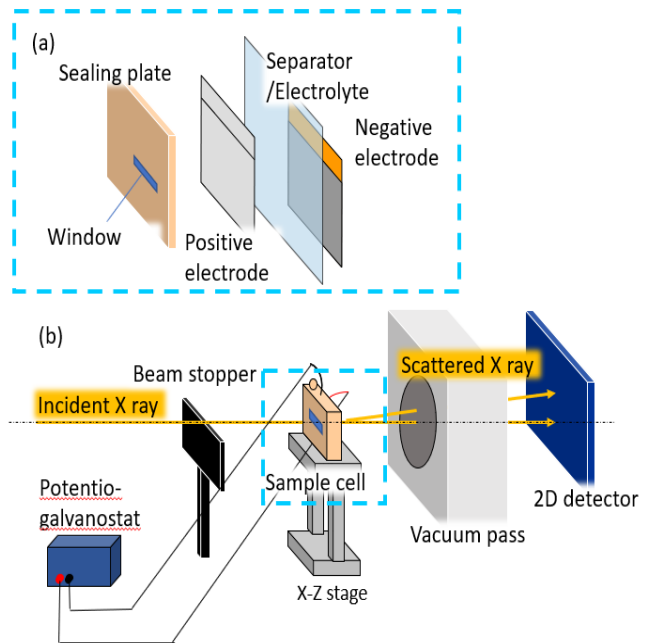 (a)
Sealing plate
Separator
/Electrolyte
Negative
electrode
Window
Positive
electrode
(b)
Beam stopper
Scattered X ray
Incident X ray
Sample cell
Potentio-
galvanostat
2D detector
Vacuum pass
X-Z stage